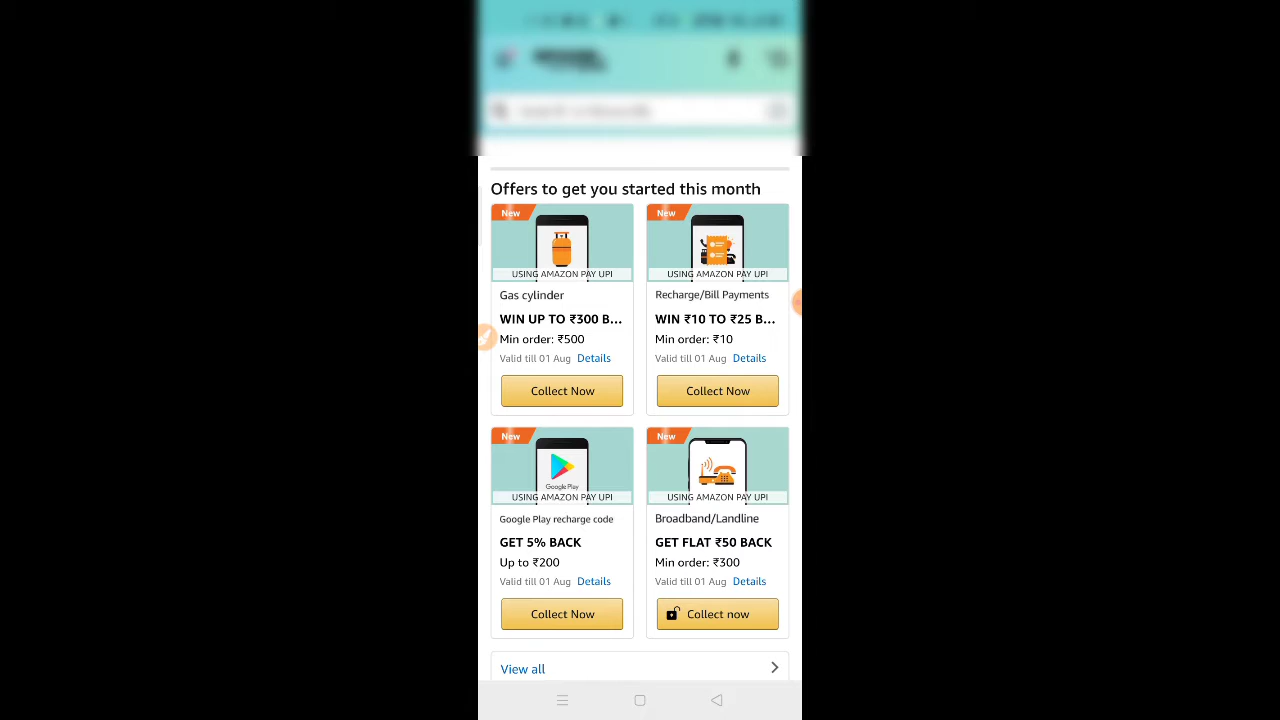 Offers to get you started this month
New
USING AMAZON PAY UPI
Gas cylinder
WIN UP TO ₹300 B...
Min order: ₹500
Valid till 01 Aug Details
Collect Now
New
USING AMAZON PAY UPI
Recharge/Bill Payments
WIN ₹10 TO ₹25 B...
Min order: ₹10
Valid till 01 Aug Details
Collect Now
New
Google Play
USING AMAZON PAY UPI
Google Play recharge code
GET 5% BACK
Up to ₹200
Valid till 01 Aug Details
Collect Now
New
USING AMAZON PAY UPI
Broadband/Landline
GET FLAT ₹50 BACK
Min order: ₹300
Valid till 01 Aug Details
Collect now
View all